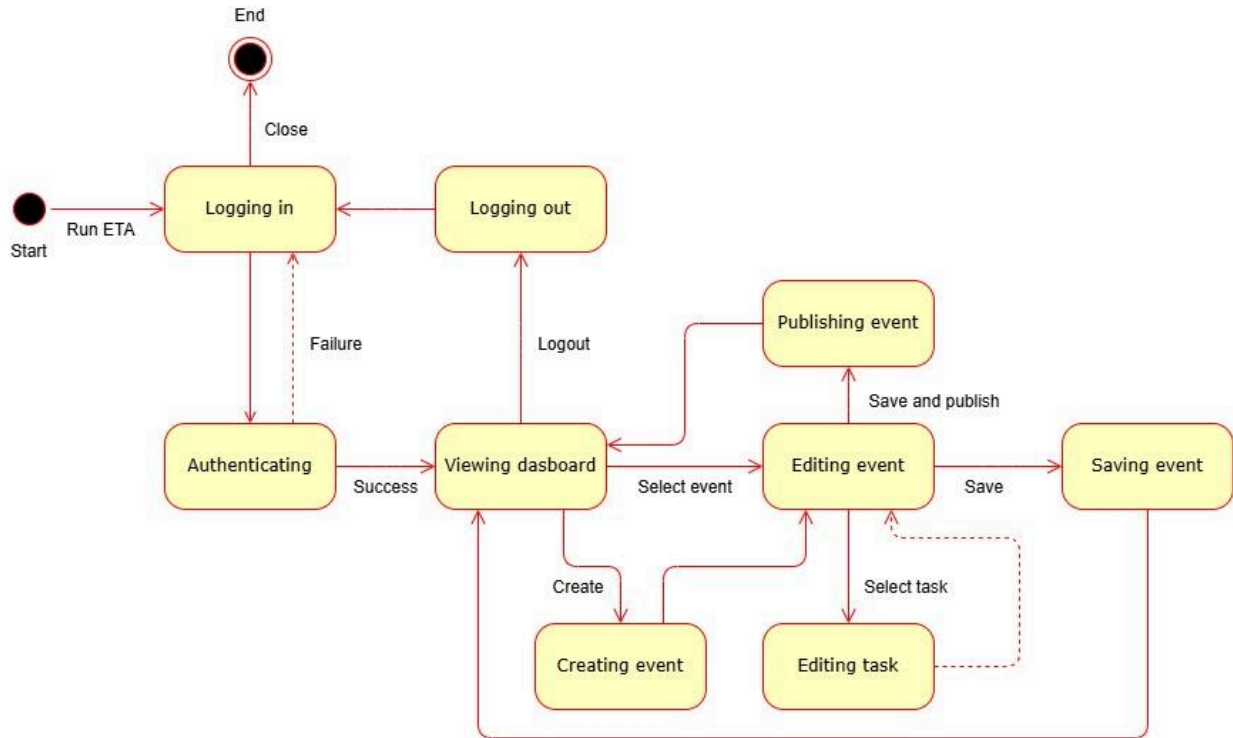 End
Close
Logging in
Logging out
Run ETA
Start
Publishing event
Failure
Logout
Save and publish
Authenticating
Viewing dasboard
Editing event
Saving event
Success
Select event
Save
Create
Select task
Creating event
Editing task